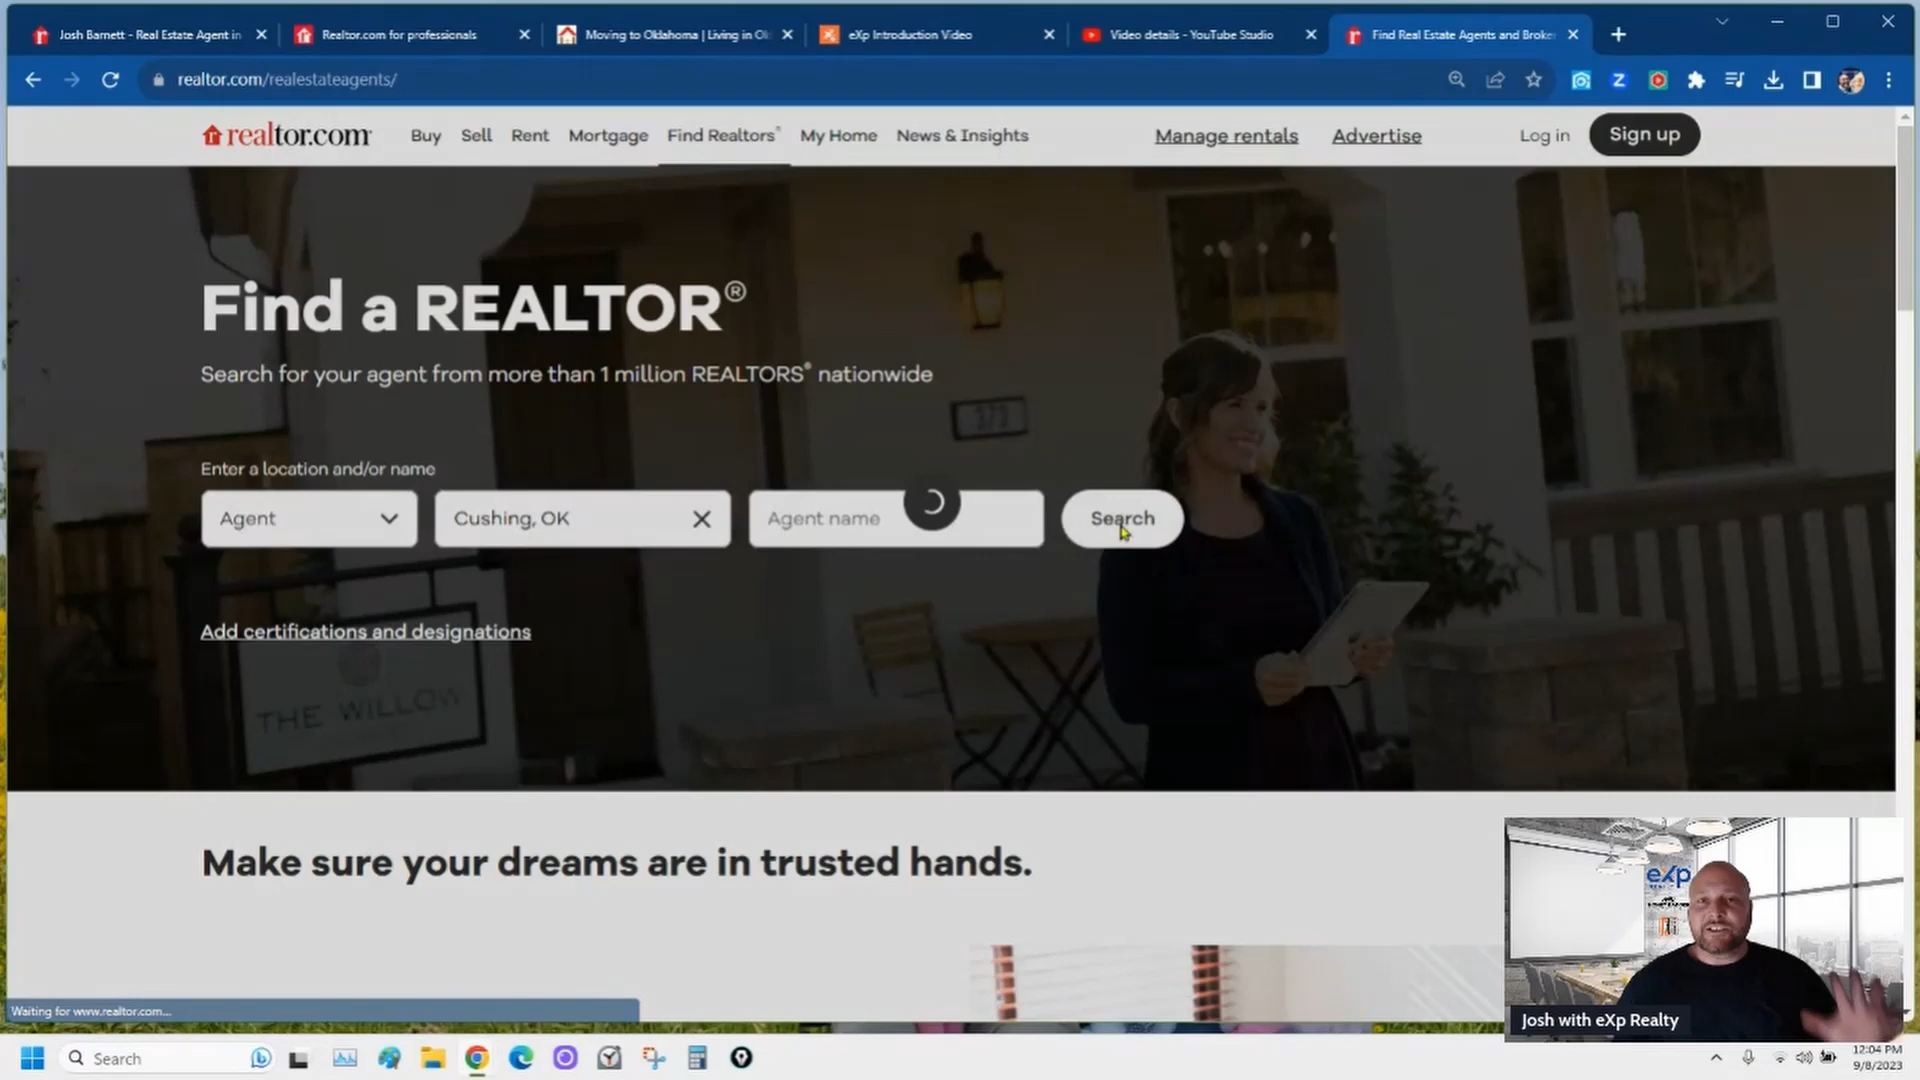 Josh Barnett - Real Estate Agent in
Realtor.com for professionals
Moving to Oklahoma | Living in Ok
eXp Introduction Video
Video details - YouTube Studio
Find Real Estate Agents and Broker
realtor.com/realestateagents/
realtor.com
Buy
Sell
Rent
Mortgage
Find Realtors®
My Home
News & Insights
Manage rentals
Advertise
Log in
Sign up
Find a REALTOR®
Search for your agent from more than 1 million REALTORS® nationwide
Enter a location and/or name
Agent
Cushing, OK
Agent name
Search
Add certifications and designations
THE WILLOW
Make sure your dreams are in trusted hands.
eXp
Josh with eXp Realty
Waiting for www.realtor.com...
Search
12:04 PM
9/8/2023